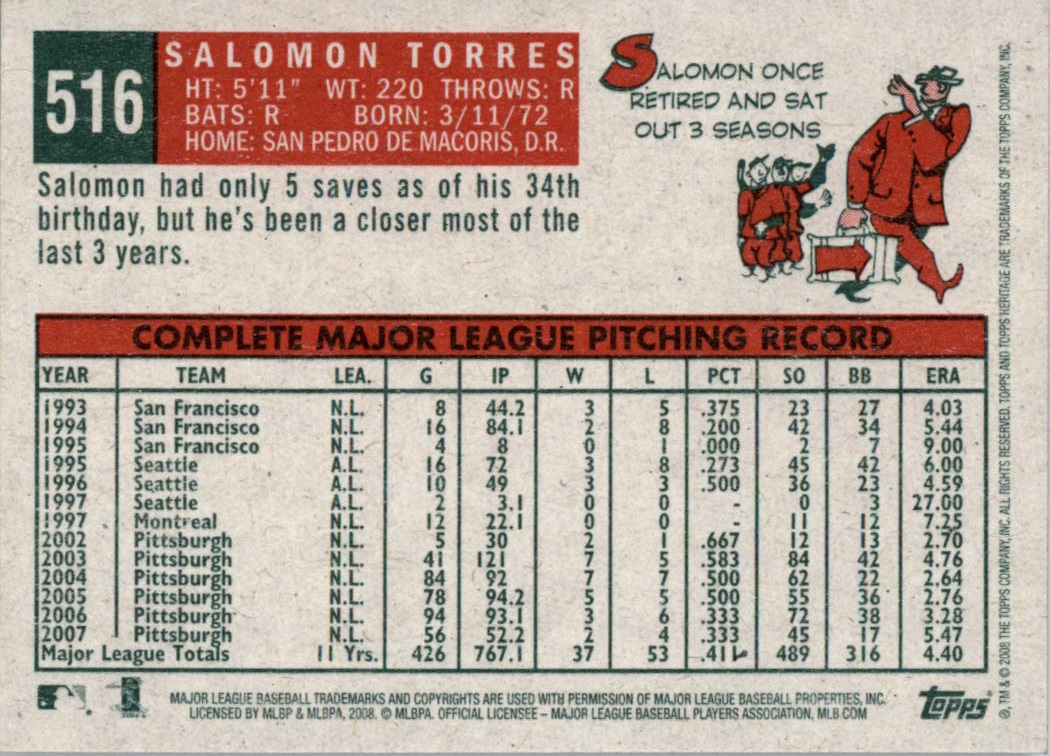 516
SALOMON TORRES
HT: 5'11" WT: 220 THROWS: R
BATS: R BORN: 3/11/72
HOME: SAN PEDRO DE MACORIS, D.R.
SALOMON ONCE
RETIRED AND SAT
OUT 3 SEASONS
Salomon had only 5 saves as of his 34th
birthday, but he's been a closer most of the
last 3 years.
COMPLETE MAJOR LEAGUE PITCHING RECORD
YEAR TEAM LEA. G IP W L PCT SO BB ERA
1993 San Francisco N.L. 8 44.2 3 5 .375 23 27 4.03
1994 San Francisco N.L. 16 84.1 2 8 .200 42 34 5.44
1995 San Francisco N.L. 4 8 0 1 .000 2 7 9.00
1995 Seattle A.L. 16 72 3 8 .273 45 42 6.00
1996 Seattle A.L. 10 49 3 3 .500 36 23 4.59
1997 Seattle A.L. 2 3.1 0 0 - 0 3 27.00
1997 Montreal N.L. 12 22.1 0 0 - 11 12 7.25
2002 Pittsburgh N.L. 5 30 2 1 .667 12 13 2.70
2003 Pittsburgh N.L. 41 121 7 5 .583 84 42 4.76
2004 Pittsburgh N.L. 84 92 7 7 .500 62 22 2.64
2005 Pittsburgh N.L. 78 94.2 5 5 .500 55 36 2.76
2006 Pittsburgh N.L. 94 93.1 3 6 .333 72 38 3.28
2007 Pittsburgh N.L. 56 52.2 2 4 .333 45 17 5.47
Major League Totals 11 Yrs. 426 767.1 37 53 .411 489 316 4.40
MAJOR LEAGUE BASEBALL TRADEMARKS AND COPYRIGHTS ARE USED WITH PERMISSION OF MAJOR LEAGUE BASEBALL PROPERTIES, INC.
LICENSED BY MLBP & MLBPA, 2008. © MLBPA. OFFICIAL LICENSEE – MAJOR LEAGUE BASEBALL PLAYERS ASSOCIATION, MLB.COM
Topps
®, TM & © 2008 THE TOPPS COMPANY, INC. ALL RIGHTS RESERVED. TOPPS AND TOPPS HERITAGE ARE TRADEMARKS OF THE TOPPS COMPANY, INC.